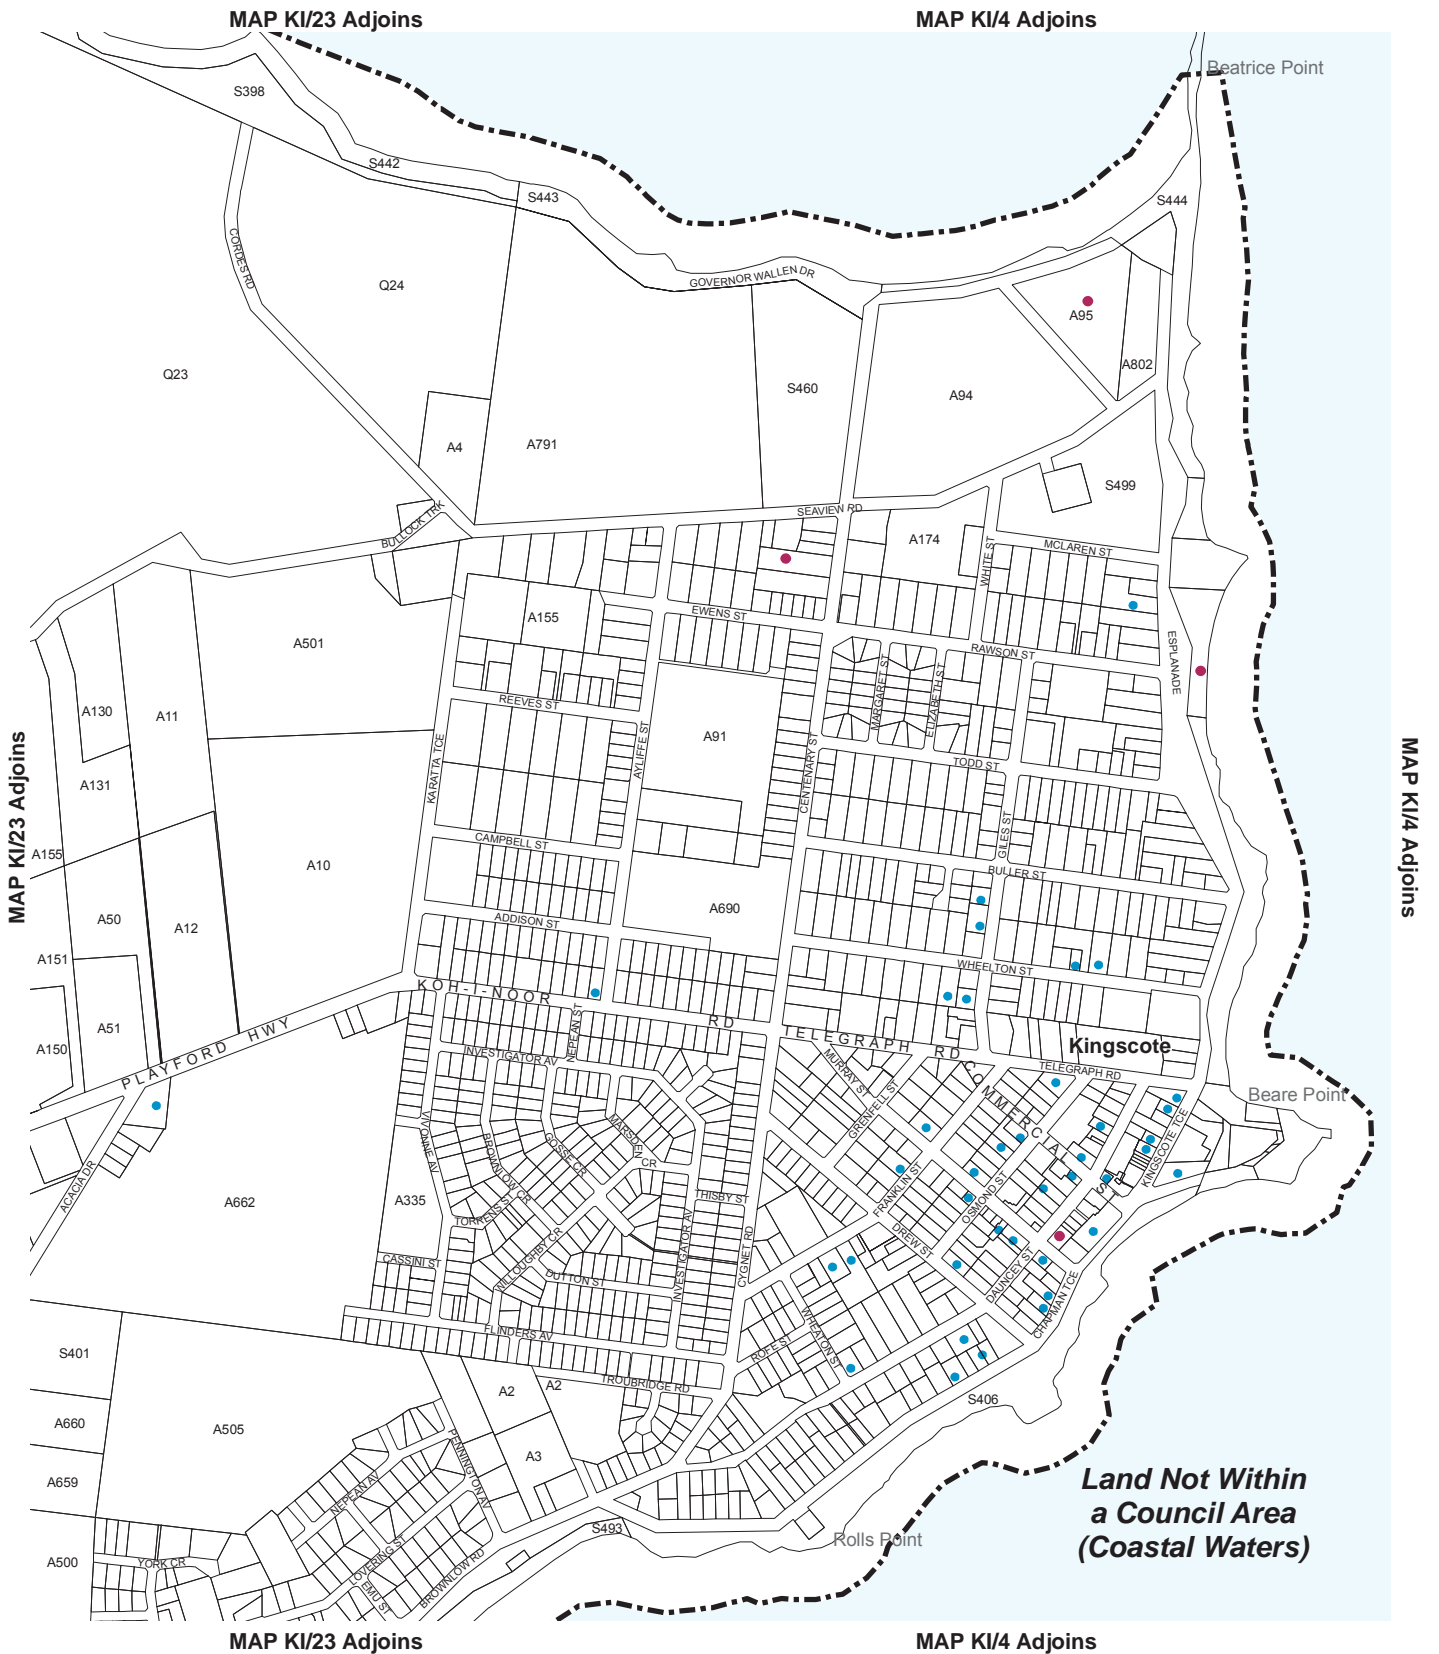 MAP KI/23 Adjoins
MAP KI/4 Adjoins
Beatrice Point
S398
S442
S443
S444
CORDES RD
GOVERNOR WALLEN DR
Q24
A95
A802
Q23
S460
A94
A4
A791
S499
BULLOCK TRK
SEAVIEW RD
A174
WHITE ST
MCLAREN ST
A155
EWENS ST
A501
RAWSON ST
ESPLANADE
MARGARET ST
ELIZABETH ST
REEVES ST
A130
A11
A91
AYLIFFE ST
KARATTA TCE
CENTENARY ST
TODD ST
A131
MAP KI/23 Adjoins
MAP KI/4 Adjoins
CAMPBELL ST
GILES ST
A155
A10
BULLER ST
A50
A12
A690
ADDISON ST
A151
WHEELTON ST
KOH-I-NOOR RD
A51
A150
PLAYFORD HWY
NEPEAN ST
TELEGRAPH RD
Kingscote
INVESTIGATOR AV
MURRAY ST
COMMERCIAL ST
TELEGRAPH RD
Beare Point
GRENFELL ST
KINGSCOTE TCE
MARSDEN CR
VIVONNE AV
BROWNLOW CR
GOSSE CR
ACACIA DR
A662
A335
THISBY ST
FRANKLIN ST
OSMOND ST
TORRENS ST
INVESTIGATOR AV
CYGNET RD
DREW ST
WILLOUGHBY CR
CASSINI ST
DUTTON ST
DAUNCEY ST
CHAPMAN TCE
FLINDERS AV
WHEATON ST
ROFE ST
S401
TROUBRIDGE RD
A2
A2
S406
A660
A505
PENNINGTON AV
A3
A659
NEPEAN AV
Land Not Within
a Council Area
(Coastal Waters)
S493
Rolls Point
A500
YORK CR
LOVERING ST
EMU ST
BROWNLOW RD
MAP KI/23 Adjoins
MAP KI/4 Adjoins